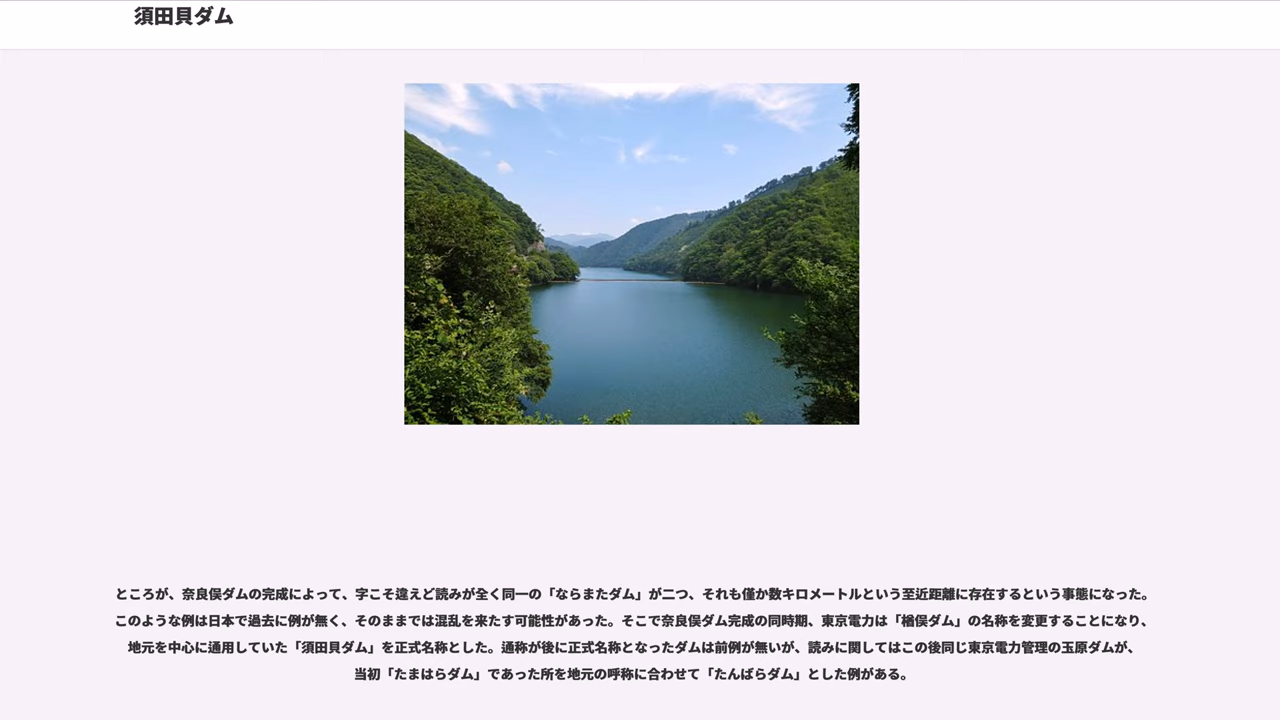 須田貝ダム
ところが、奈良俣ダムの完成によって、字こそ違えど読みが全く同一の「ならまたダム」が二つ、それも僅か数キロメートルという至近距離に存在するという事態になった。
このような例は日本で過去に例が無く、そのままでは混乱を来たす可能性があった。そこで奈良俣ダム完成の同時期、東京電力は「楢俣ダム」の名称を変更することになり、
地元を中心に通用していた「須田貝ダム」を正式名称とした。通称が後に正式名称となったダムは前例が無いが、読みに関してはこの後同じ東京電力管理の玉原ダムが、
当初「たまはらダム」であった所を地元の呼称に合わせて「たんばらダム」とした例がある。